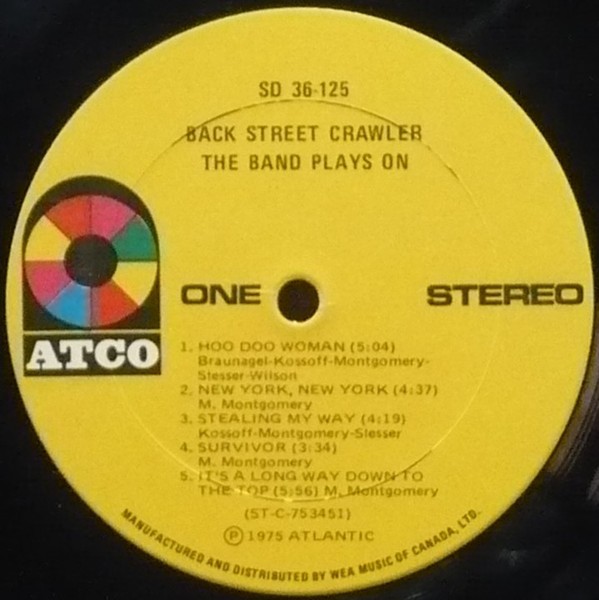 SD 36-125
BACK STREET CRAWLER
THE BAND PLAYS ON
ATCO
ONE
STEREO
1. HOO DOO WOMAN (5:04)
Braunagel-Kossoff-Montgomery-
Slesser-Wilson
2. NEW YORK, NEW YORK (4:37)
M. Montgomery
3. STEALING MY WAY (4:19)
Kossoff-Montgomery-Slesser
4. SURVIVOR (3:34)
M. Montgomery
5. IT'S A LONG WAY DOWN TO
THE TOP (5:56) M. Montgomery
(ST-C-753451)
Ⓟ 1975 ATLANTIC
MANUFACTURED AND DISTRIBUTED BY WEA MUSIC OF CANADA, LTD.